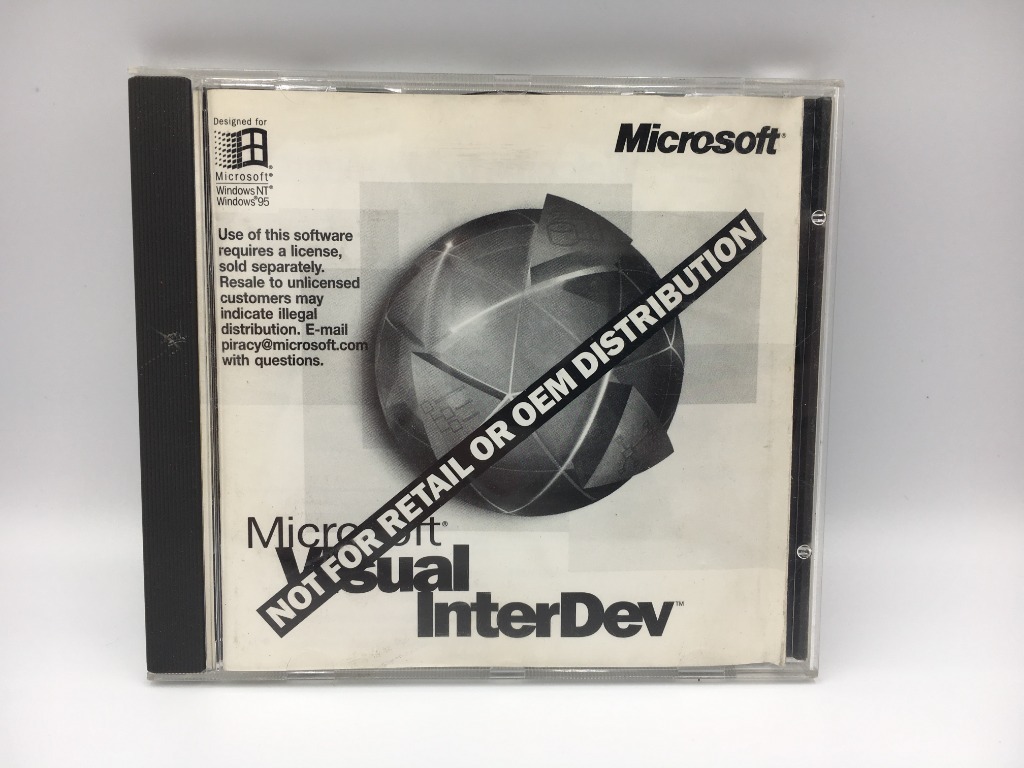 Designed for
Microsoft®
Windows NT®
Windows®95
Microsoft®
Use of this software
requires a license,
sold separately.
Resale to unlicensed
customers may
indicate illegal
distribution. E-mail
piracy@microsoft.com
with questions.
NOT FOR RETAIL OR OEM DISTRIBUTION
Microsoft®
Visual
InterDev™